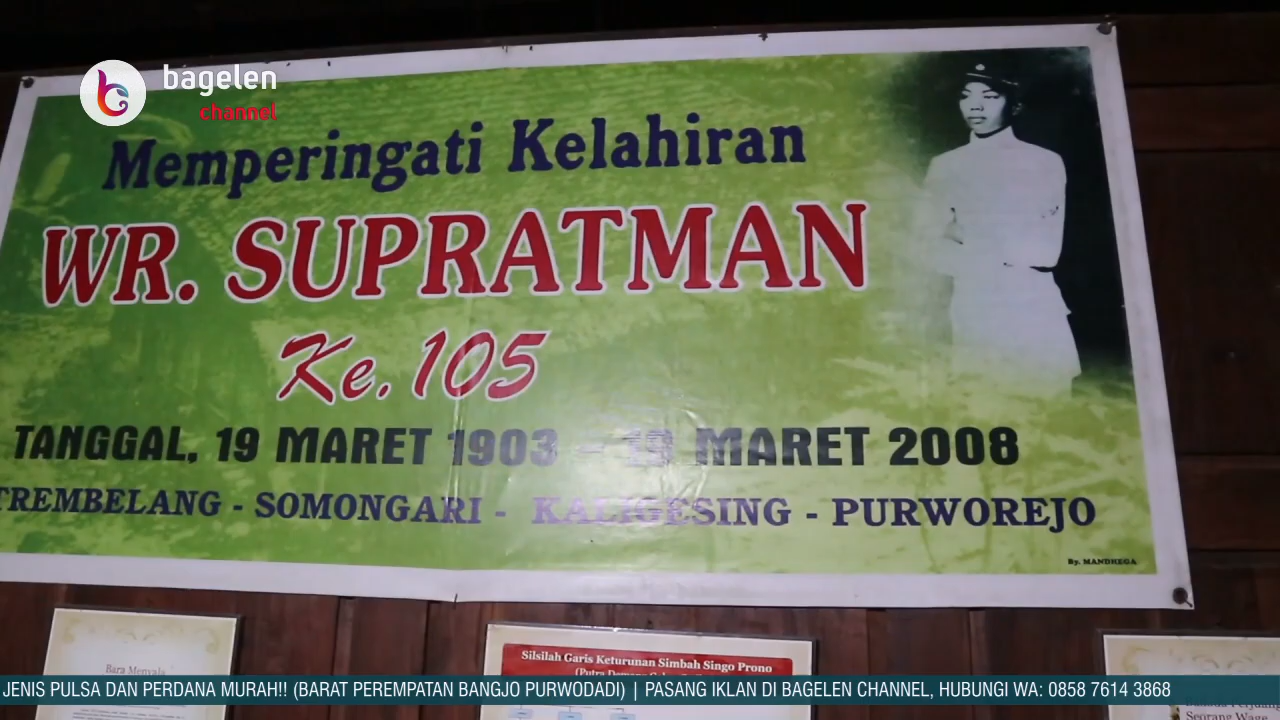 bagelen
channel
Memperingati Kelahiran
WR. SUPRATMAN
Ke. 105
TANGGAL, 19 MARET 1903 - 19 MARET 2008
TREMBELANG - SOMONGARI - KALIGESING - PURWOREJO
By. MANDHEGA
Bara Menyala
Silsilah Garis Keturunan Simbah Singo Prono
JENIS PULSA DAN PERDANA MURAH!! (BARAT PEREMPATAN BANGJO PURWODADI) | PASANG IKLAN DI BAGELEN CHANNEL, HUBUNGI WA: 0858 7614 3868